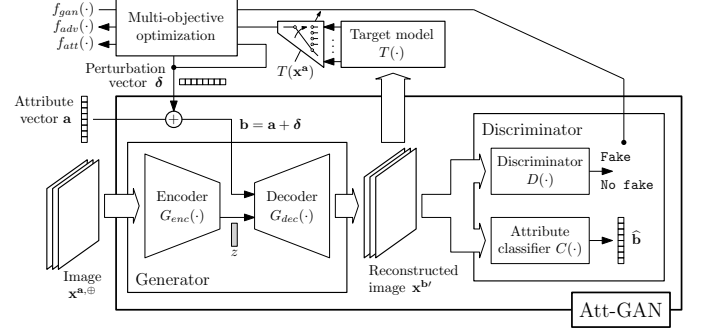 f_gan(·)
f_adv(·)
f_att(·)
Multi-objective
optimization
T(x^a)
Target model
T(·)
Perturbation
vector δ
Attribute
vector a
+
b = a + δ
Discriminator
Discriminator
D(·)
Fake
No fake
Encoder
G_enc(·)
Decoder
G_dec(·)
z
Attribute
classifier C(·)
b̂
Generator
Image
x^{a,⊕}
Reconstructed
image x^{b′}
Att-GAN